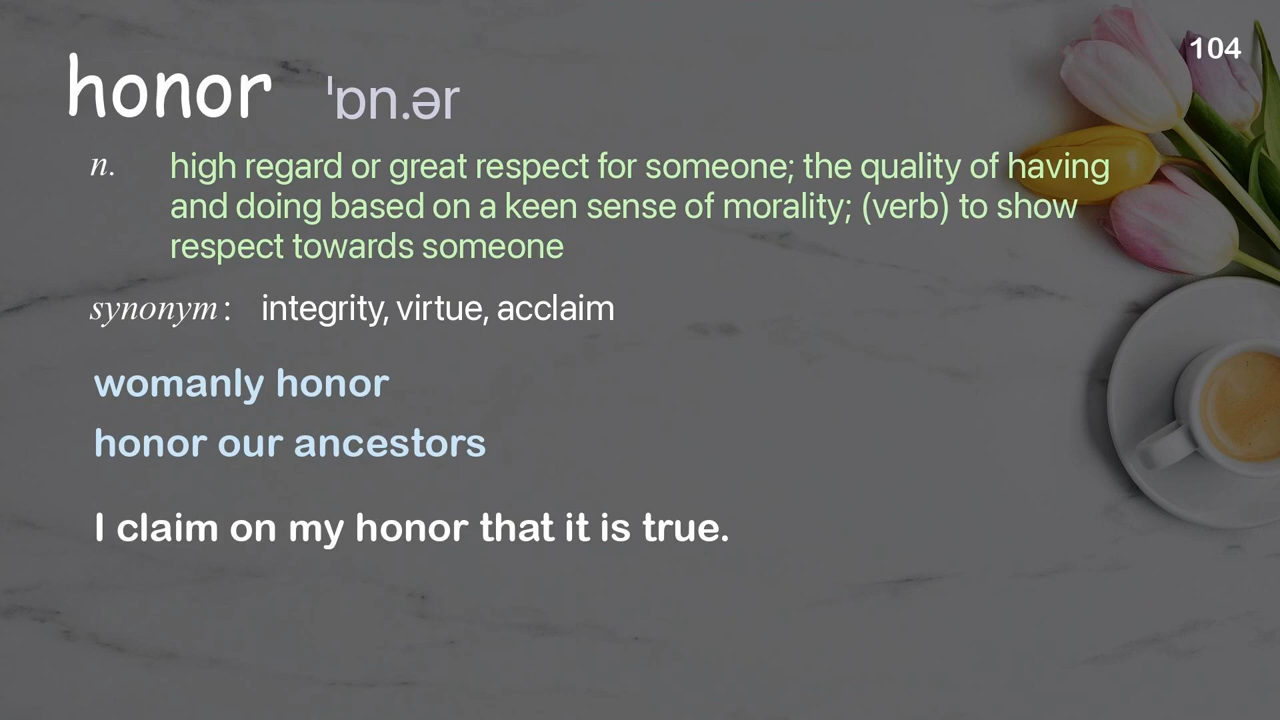 104
honor ˈɒn.ər
n. high regard or great respect for someone; the quality of having
and doing based on a keen sense of morality; (verb) to show
respect towards someone
synonym: integrity, virtue, acclaim
womanly honor
honor our ancestors
I claim on my honor that it is true.